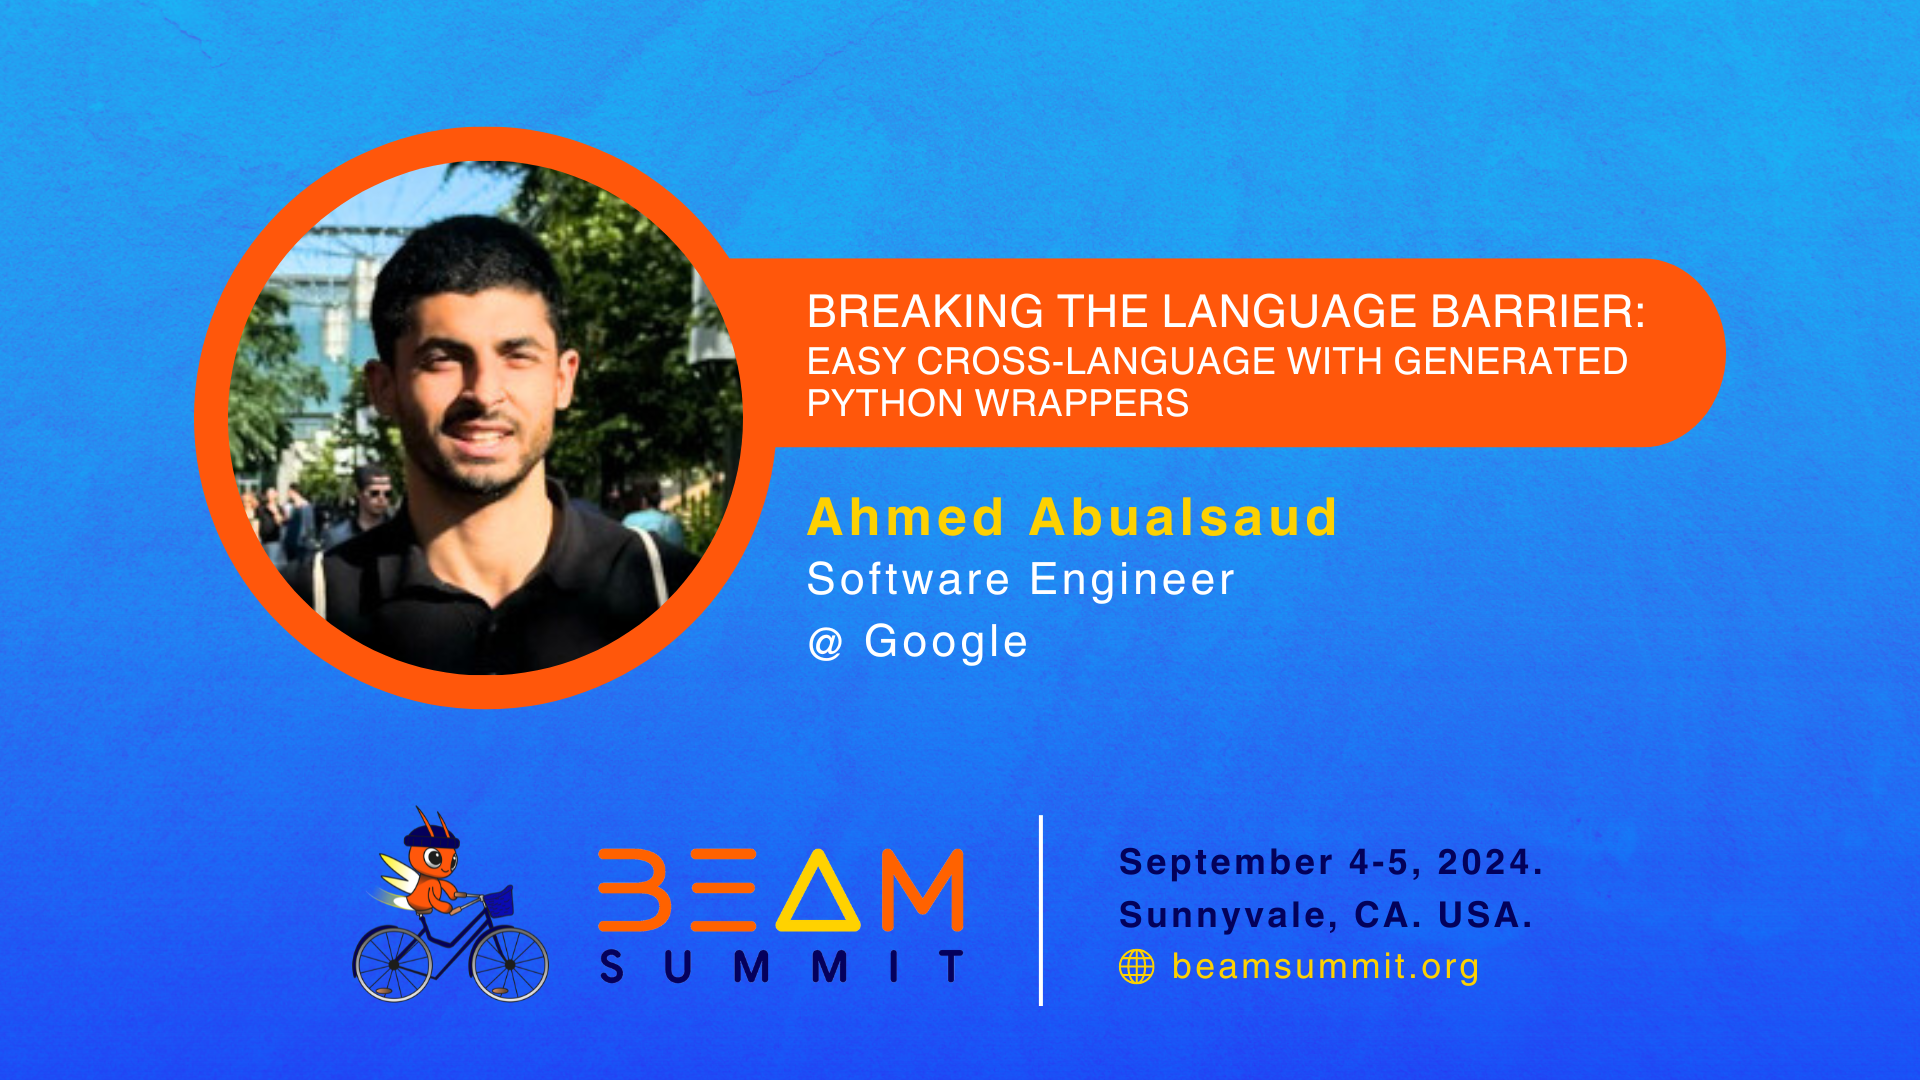 BREAKING THE LANGUAGE BARRIER:
EASY CROSS-LANGUAGE WITH GENERATED
PYTHON WRAPPERS
Ahmed Abualsaud
Software Engineer
@ Google
BEAM
SUMMIT
September 4-5, 2024.
Sunnyvale, CA. USA.
beamsummit.org